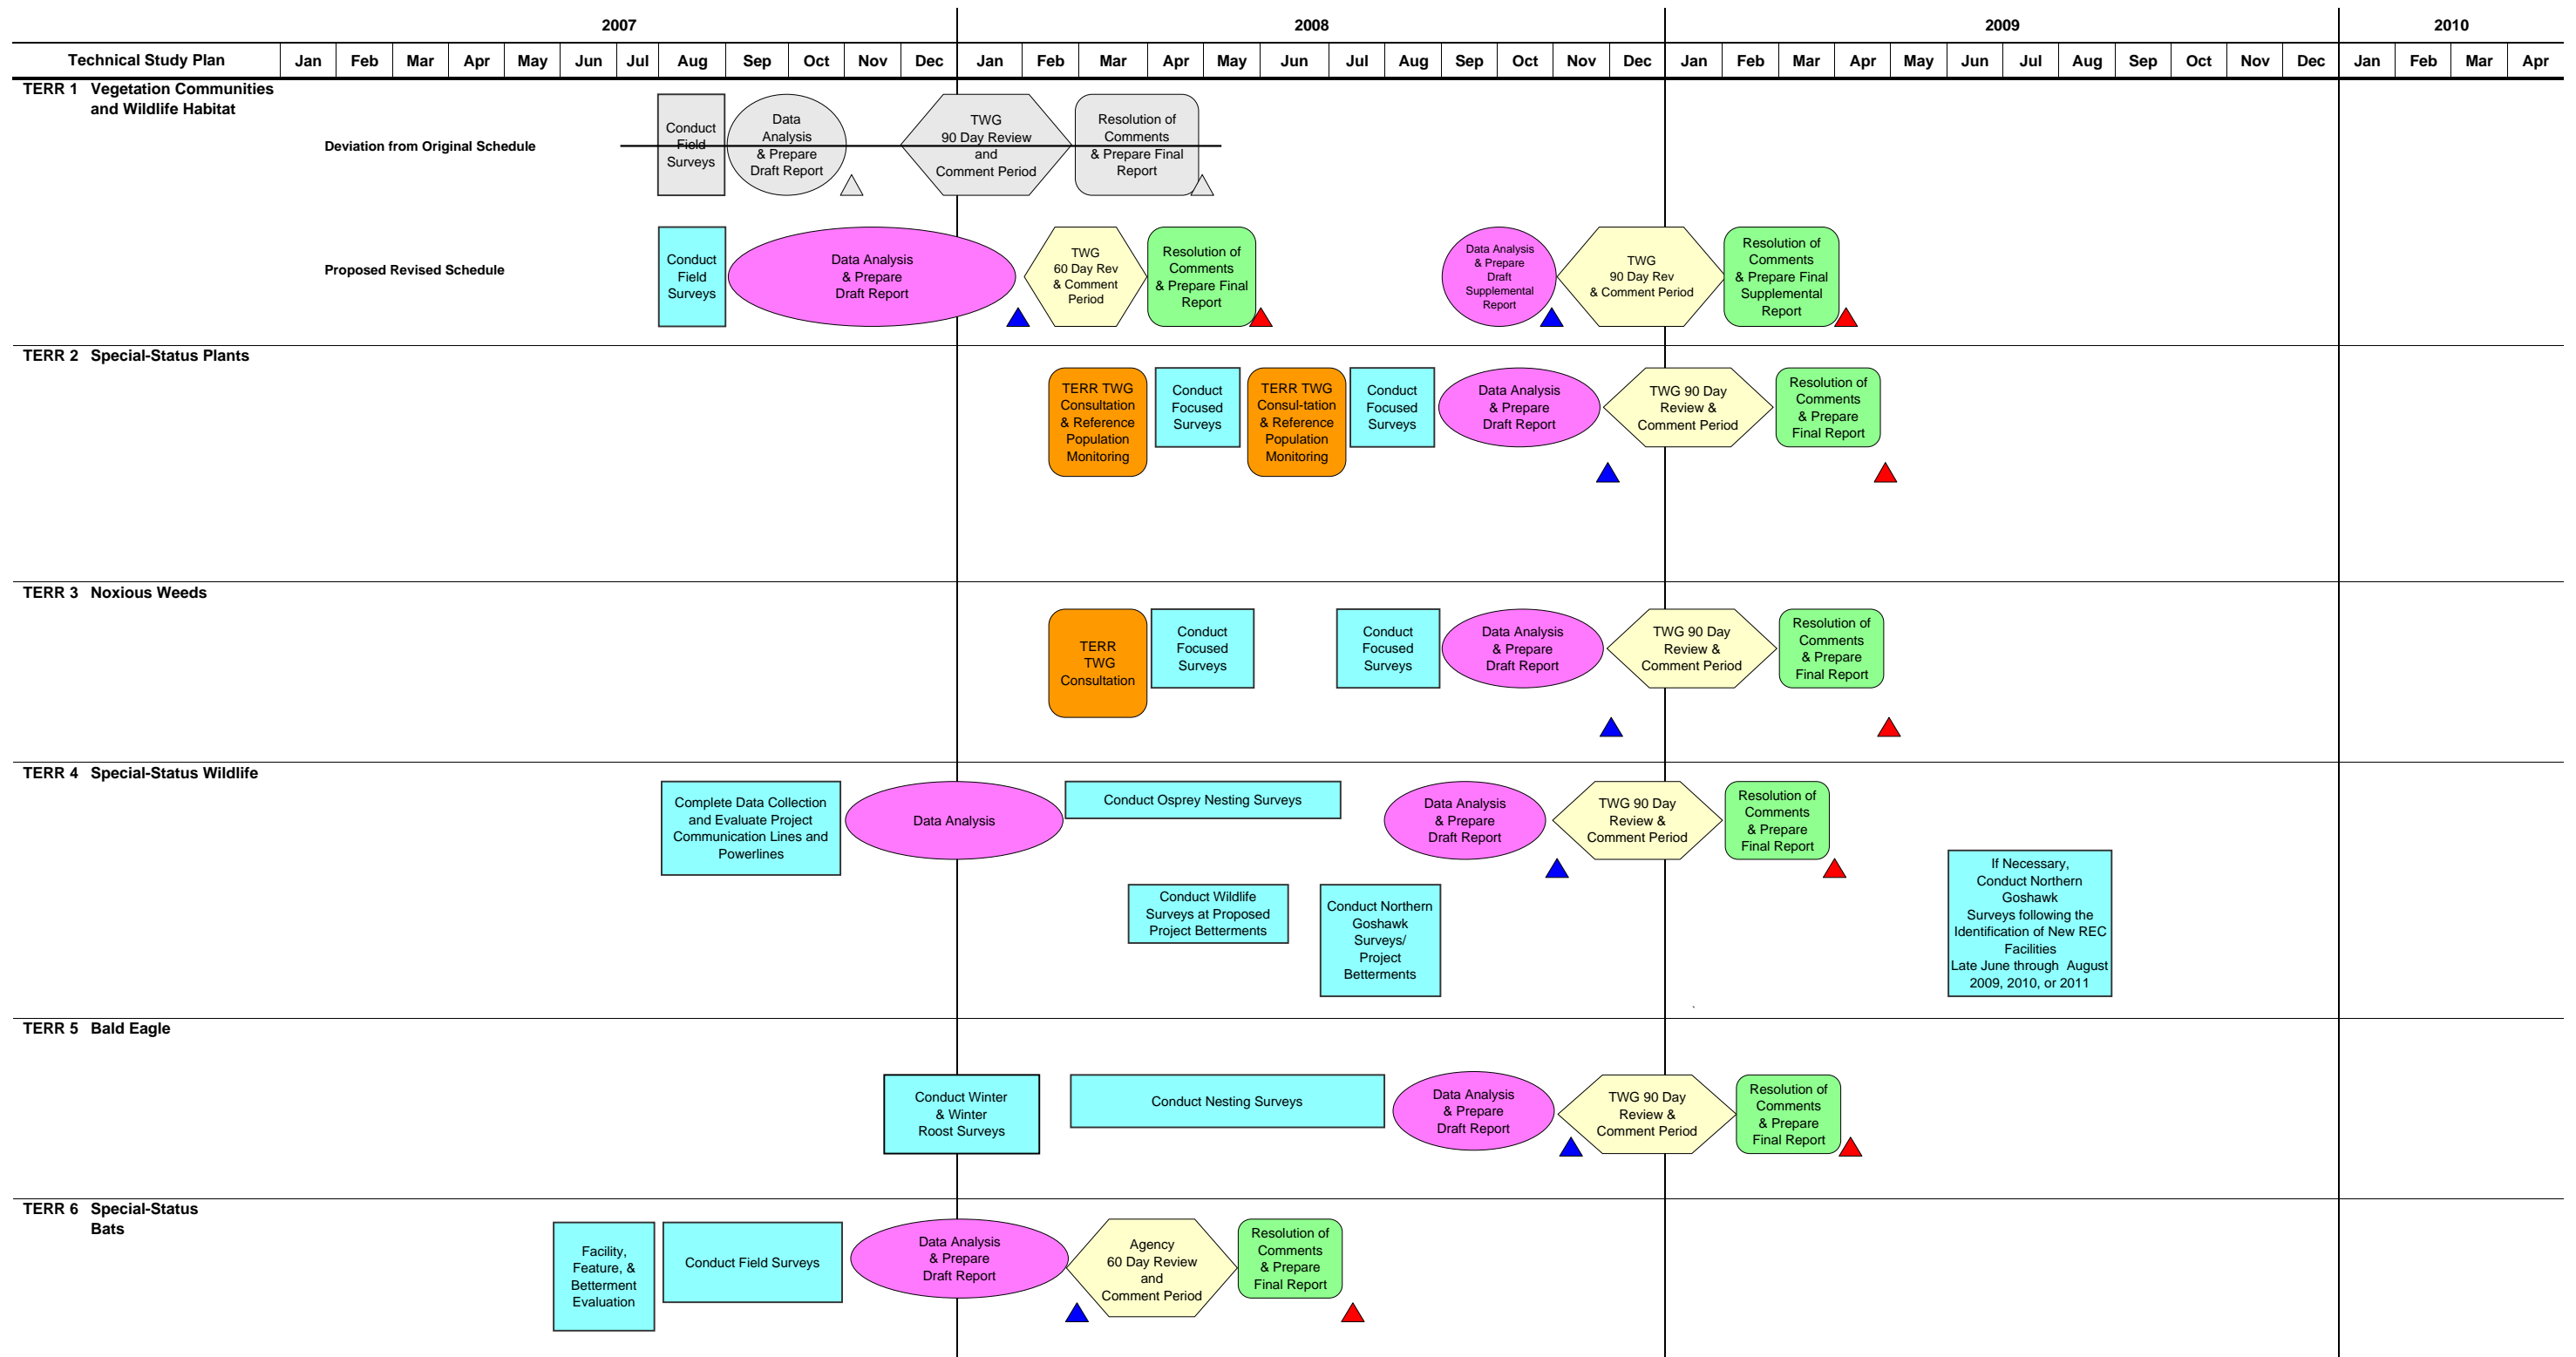 2007 2008 2009 2010
Technical Study Plan Jan Feb Mar Apr May Jun Jul Aug Sep Oct Nov Dec Jan Feb Mar Apr May Jun Jul Aug Sep Oct Nov Dec Jan Feb Mar Apr May Jun Jul Aug Sep Oct Nov Dec Jan Feb Mar Apr
TERR 1 Vegetation Communities
and Wildlife Habitat
Deviation from Original Schedule
Conduct
Field
Surveys
Data
Analysis
& Prepare
Draft Report
TWG
90 Day Review
and
Comment Period
Resolution of
Comments
& Prepare Final
Report
Proposed Revised Schedule
Conduct
Field
Surveys
Data Analysis
& Prepare
Draft Report
TWG
60 Day Rev
& Comment
Period
Resolution of
Comments
& Prepare Final
Report
Data Analysis
& Prepare
Draft
Supplemental
Report
TWG
90 Day Rev
& Comment Period
Resolution of
Comments
& Prepare Final
Supplemental
Report
TERR 2 Special-Status Plants
TERR TWG
Consultation
& Reference
Population
Monitoring
Conduct
Focused
Surveys
TERR TWG
Consul-tation
& Reference
Population
Monitoring
Conduct
Focused
Surveys
Data Analysis
& Prepare
Draft Report
TWG 90 Day
Review &
Comment Period
Resolution of
Comments
& Prepare
Final Report
TERR 3 Noxious Weeds
TERR
TWG
Consultation
Conduct
Focused
Surveys
Conduct
Focused
Surveys
Data Analysis
& Prepare
Draft Report
TWG 90 Day
Review &
Comment Period
Resolution of
Comments
& Prepare
Final Report
TERR 4 Special-Status Wildlife
Complete Data Collection
and Evaluate Project
Communication Lines and
Powerlines
Data Analysis
Conduct Osprey Nesting Surveys
Data Analysis
& Prepare
Draft Report
TWG 90 Day
Review &
Comment Period
Resolution of
Comments
& Prepare
Final Report
Conduct Wildlife
Surveys at Proposed
Project Betterments
Conduct Northern
Goshawk
Surveys/
Project
Betterments
If Necessary,
Conduct Northern
Goshawk
Surveys following the
Identification of New REC
Facilities
Late June through August
2009, 2010, or 2011
TERR 5 Bald Eagle
Conduct Winter
& Winter
Roost Surveys
Conduct Nesting Surveys
Data Analysis
& Prepare
Draft Report
TWG 90 Day
Review &
Comment Period
Resolution of
Comments
& Prepare
Final Report
TERR 6 Special-Status
Bats
Facility,
Feature, &
Betterment
Evaluation
Conduct Field Surveys
Data Analysis
& Prepare
Draft Report
Agency
60 Day Review
and
Comment Period
Resolution of
Comments
& Prepare
Final Report